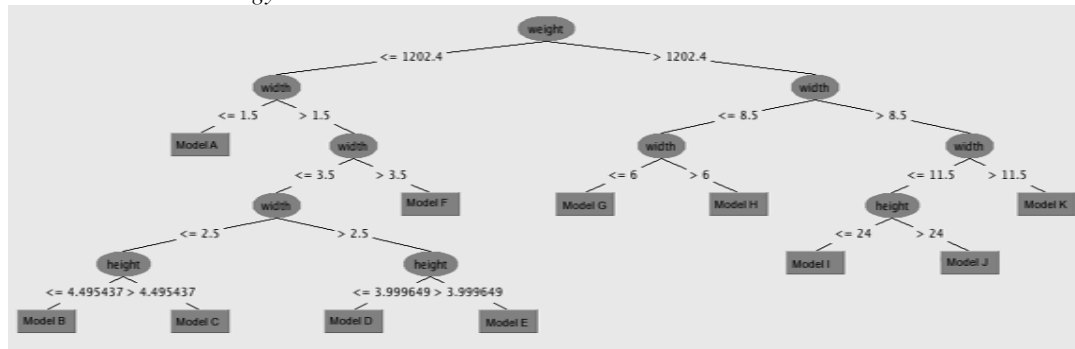 gy
weight
<= 1202.4 > 1202.4
width width
<= 1.5 > 1.5 <= 8.5 > 8.5
Model A width width width
<= 3.5 > 3.5 <= 6 > 6 <= 11.5 > 11.5
width Model F Model G Model H height Model K
<= 2.5 > 2.5 <= 24 > 24
height height Model I Model J
<= 4.495437 > 4.495437 <= 3.999649 > 3.999649
Model B Model C Model D Model E